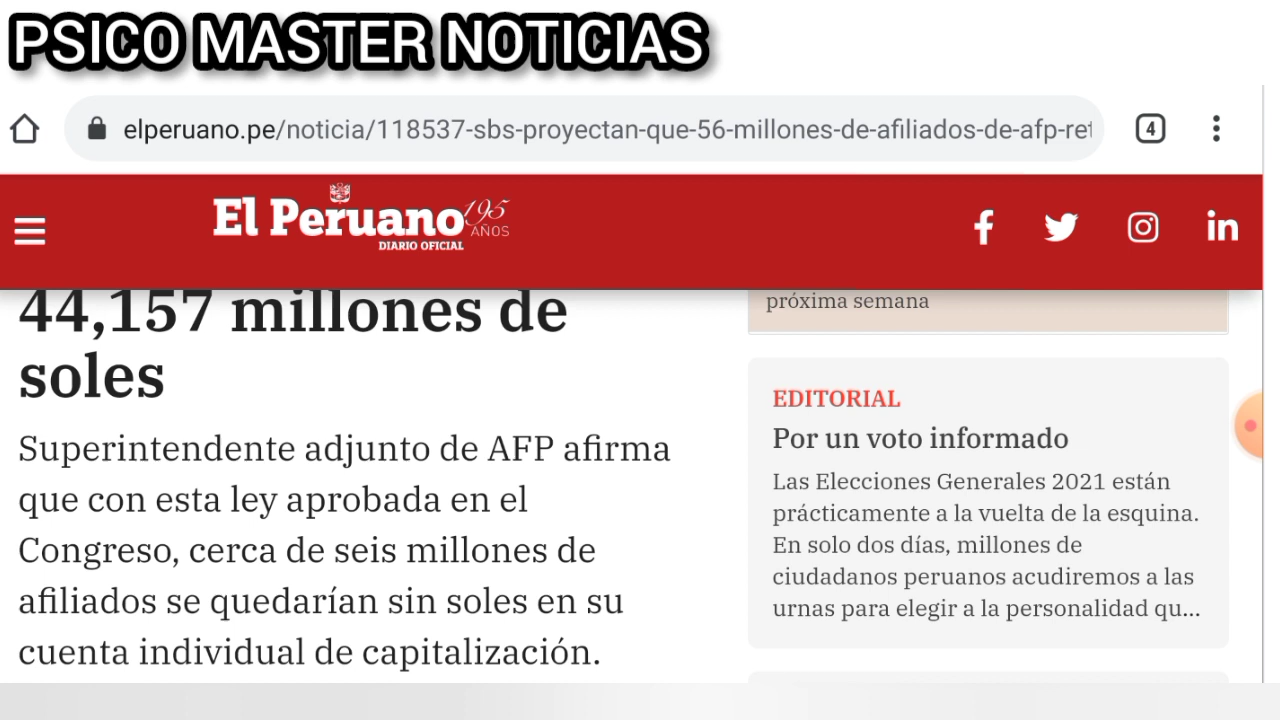 PSICO MASTER NOTICIAS
elperuano.pe/noticia/118537-sbs-proyectan-que-56-millones-de-afiliados-de-afp-ret
4
El Peruano 195 AÑOS
DIARIO OFICIAL
44,157 millones de
soles
Superintendente adjunto de AFP afirma
que con esta ley aprobada en el
Congreso, cerca de seis millones de
afiliados se quedarían sin soles en su
cuenta individual de capitalización.
próxima semana
EDITORIAL
Por un voto informado
Las Elecciones Generales 2021 están
prácticamente a la vuelta de la esquina.
En solo dos días, millones de
ciudadanos peruanos acudiremos a las
urnas para elegir a la personalidad qu...